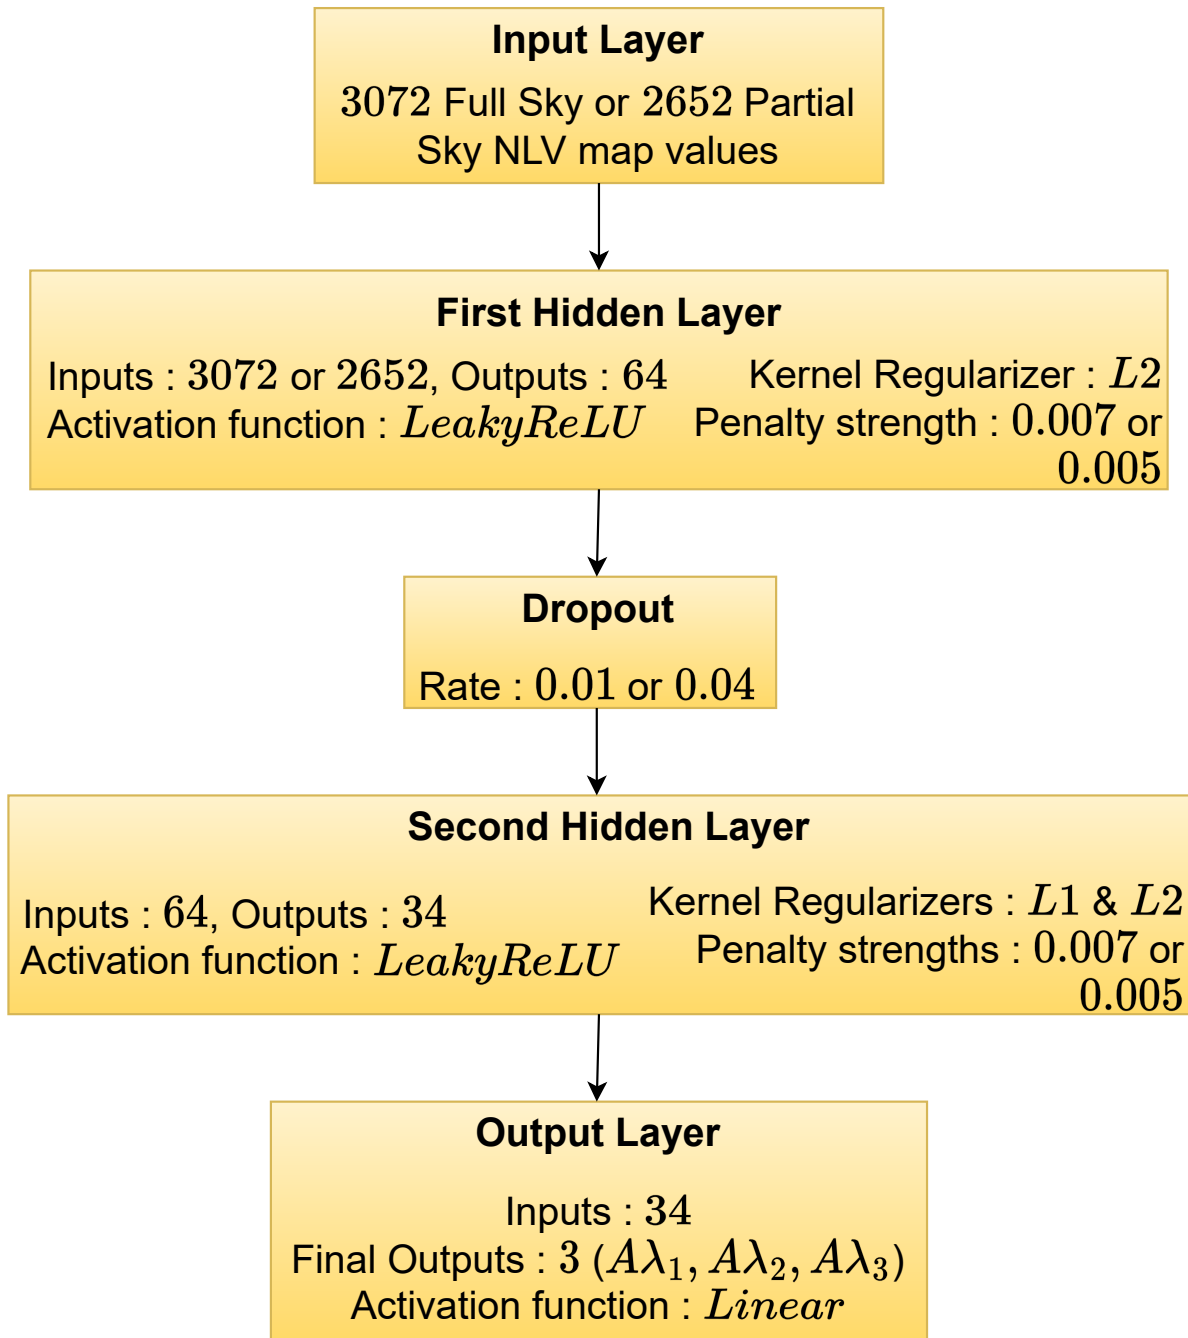 Input Layer
3072 Full Sky or 2652 Partial
Sky NLV map values
First Hidden Layer
Inputs : 3072 or 2652, Outputs : 64
Activation function : LeakyReLU
Kernel Regularizer : L2
Penalty strength : 0.007 or
0.005
Dropout
Rate : 0.01 or 0.04
Second Hidden Layer
Inputs : 64, Outputs : 34
Activation function : LeakyReLU
Kernel Regularizers : L1 & L2
Penalty strengths : 0.007 or
0.005
Output Layer
Inputs : 34
Final Outputs : 3 (Aλ₁, Aλ₂, Aλ₃)
Activation function : Linear